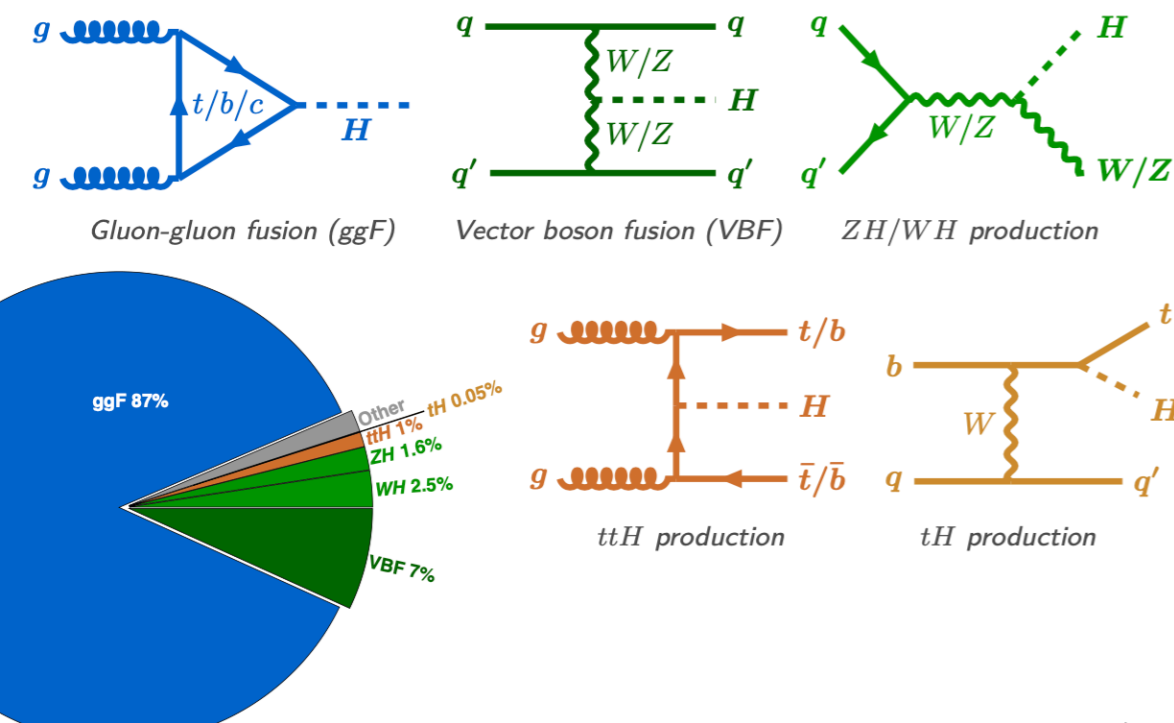 g
t/b/c
H
g
Gluon-gluon fusion (ggF)
q
q
W/Z
H
W/Z
q′
q′
Vector boson fusion (VBF)
q
H
W/Z
q′
W/Z
ZH/WH production
ggF 87%
Other
tH 0.05%
ttH 1%
ZH 1.6%
WH 2.5%
VBF 7%
g
t/b
H
g
t̄/b̄
ttH production
t
b
H
W
q
q′
tH production